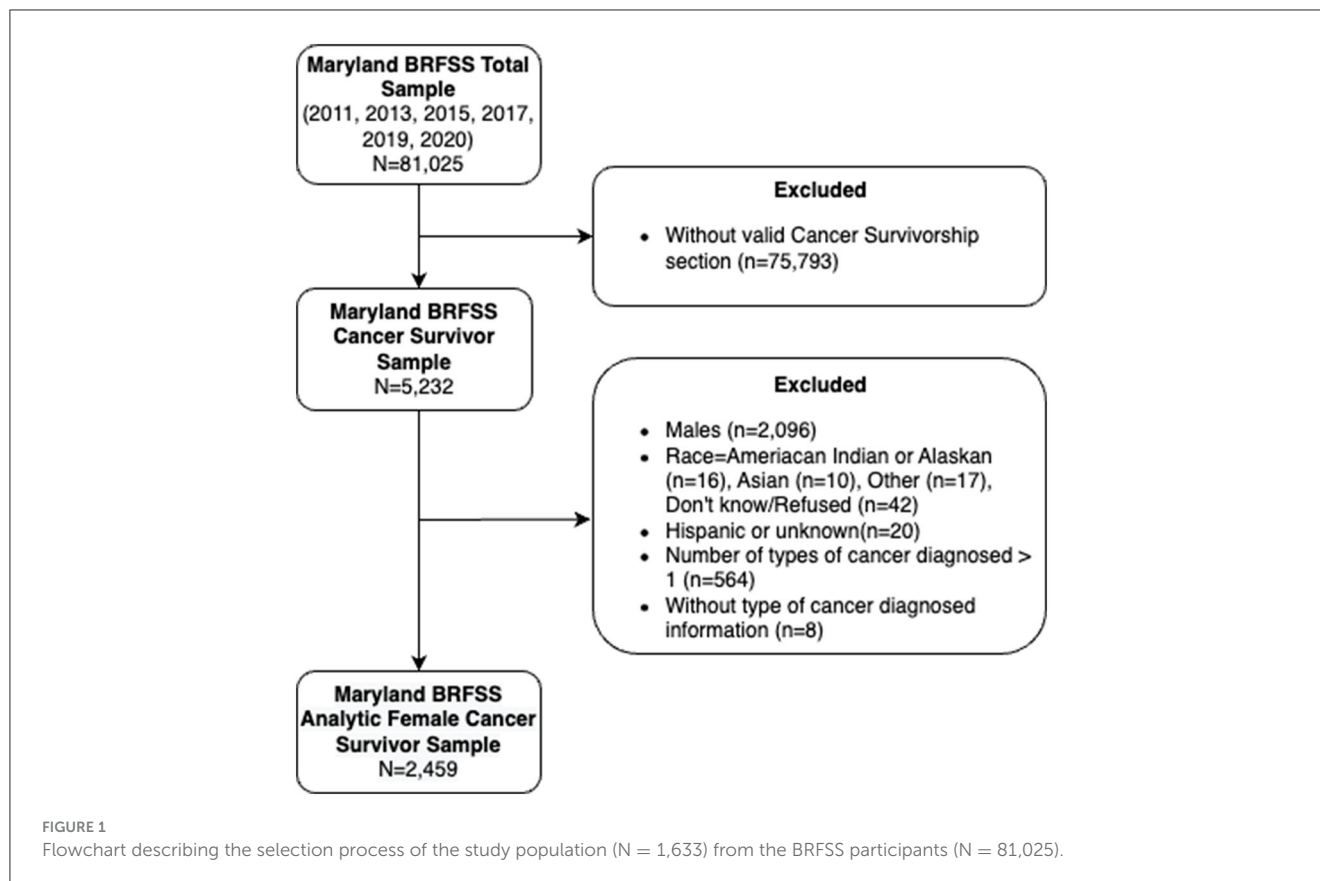 Maryland BRFSS Total
Sample
(2011, 2013, 2015, 2017,
2019, 2020)
N=81,025
Excluded
• Without valid Cancer Survivorship
section (n=75,793)
Maryland BRFSS
Cancer Survivor
Sample
N=5,232
Excluded
• Males (n=2,096)
• Race=Ameriacan Indian or Alaskan
(n=16), Asian (n=10), Other (n=17),
Don't know/Refused (n=42)
• Hispanic or unknown(n=20)
• Number of types of cancer diagnosed >
1 (n=564)
• Without type of cancer diagnosed
information (n=8)
Maryland BRFSS
Analytic Female Cancer
Survivor Sample
N=2,459
FIGURE 1
Flowchart describing the selection process of the study population (N = 1,633) from the BRFSS participants (N = 81,025).